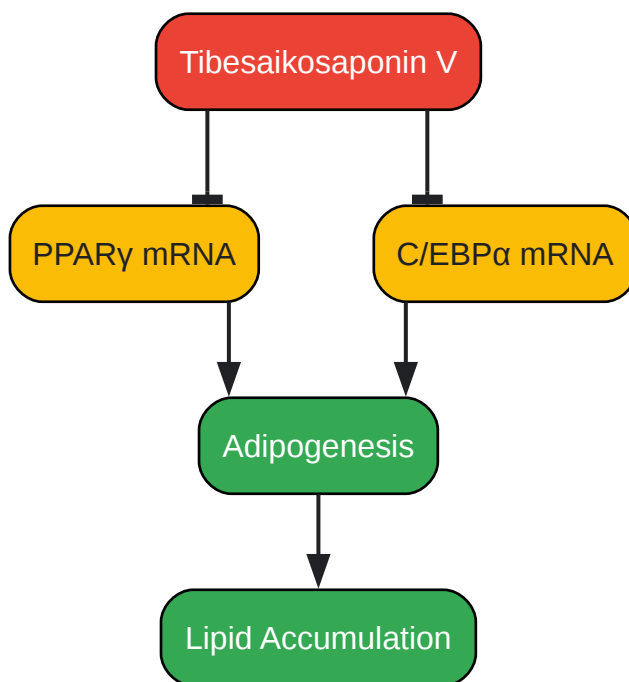 Tibesaikosaponin V
PPARγ mRNA
C/EBPα mRNA
Adipogenesis
Lipid Accumulation